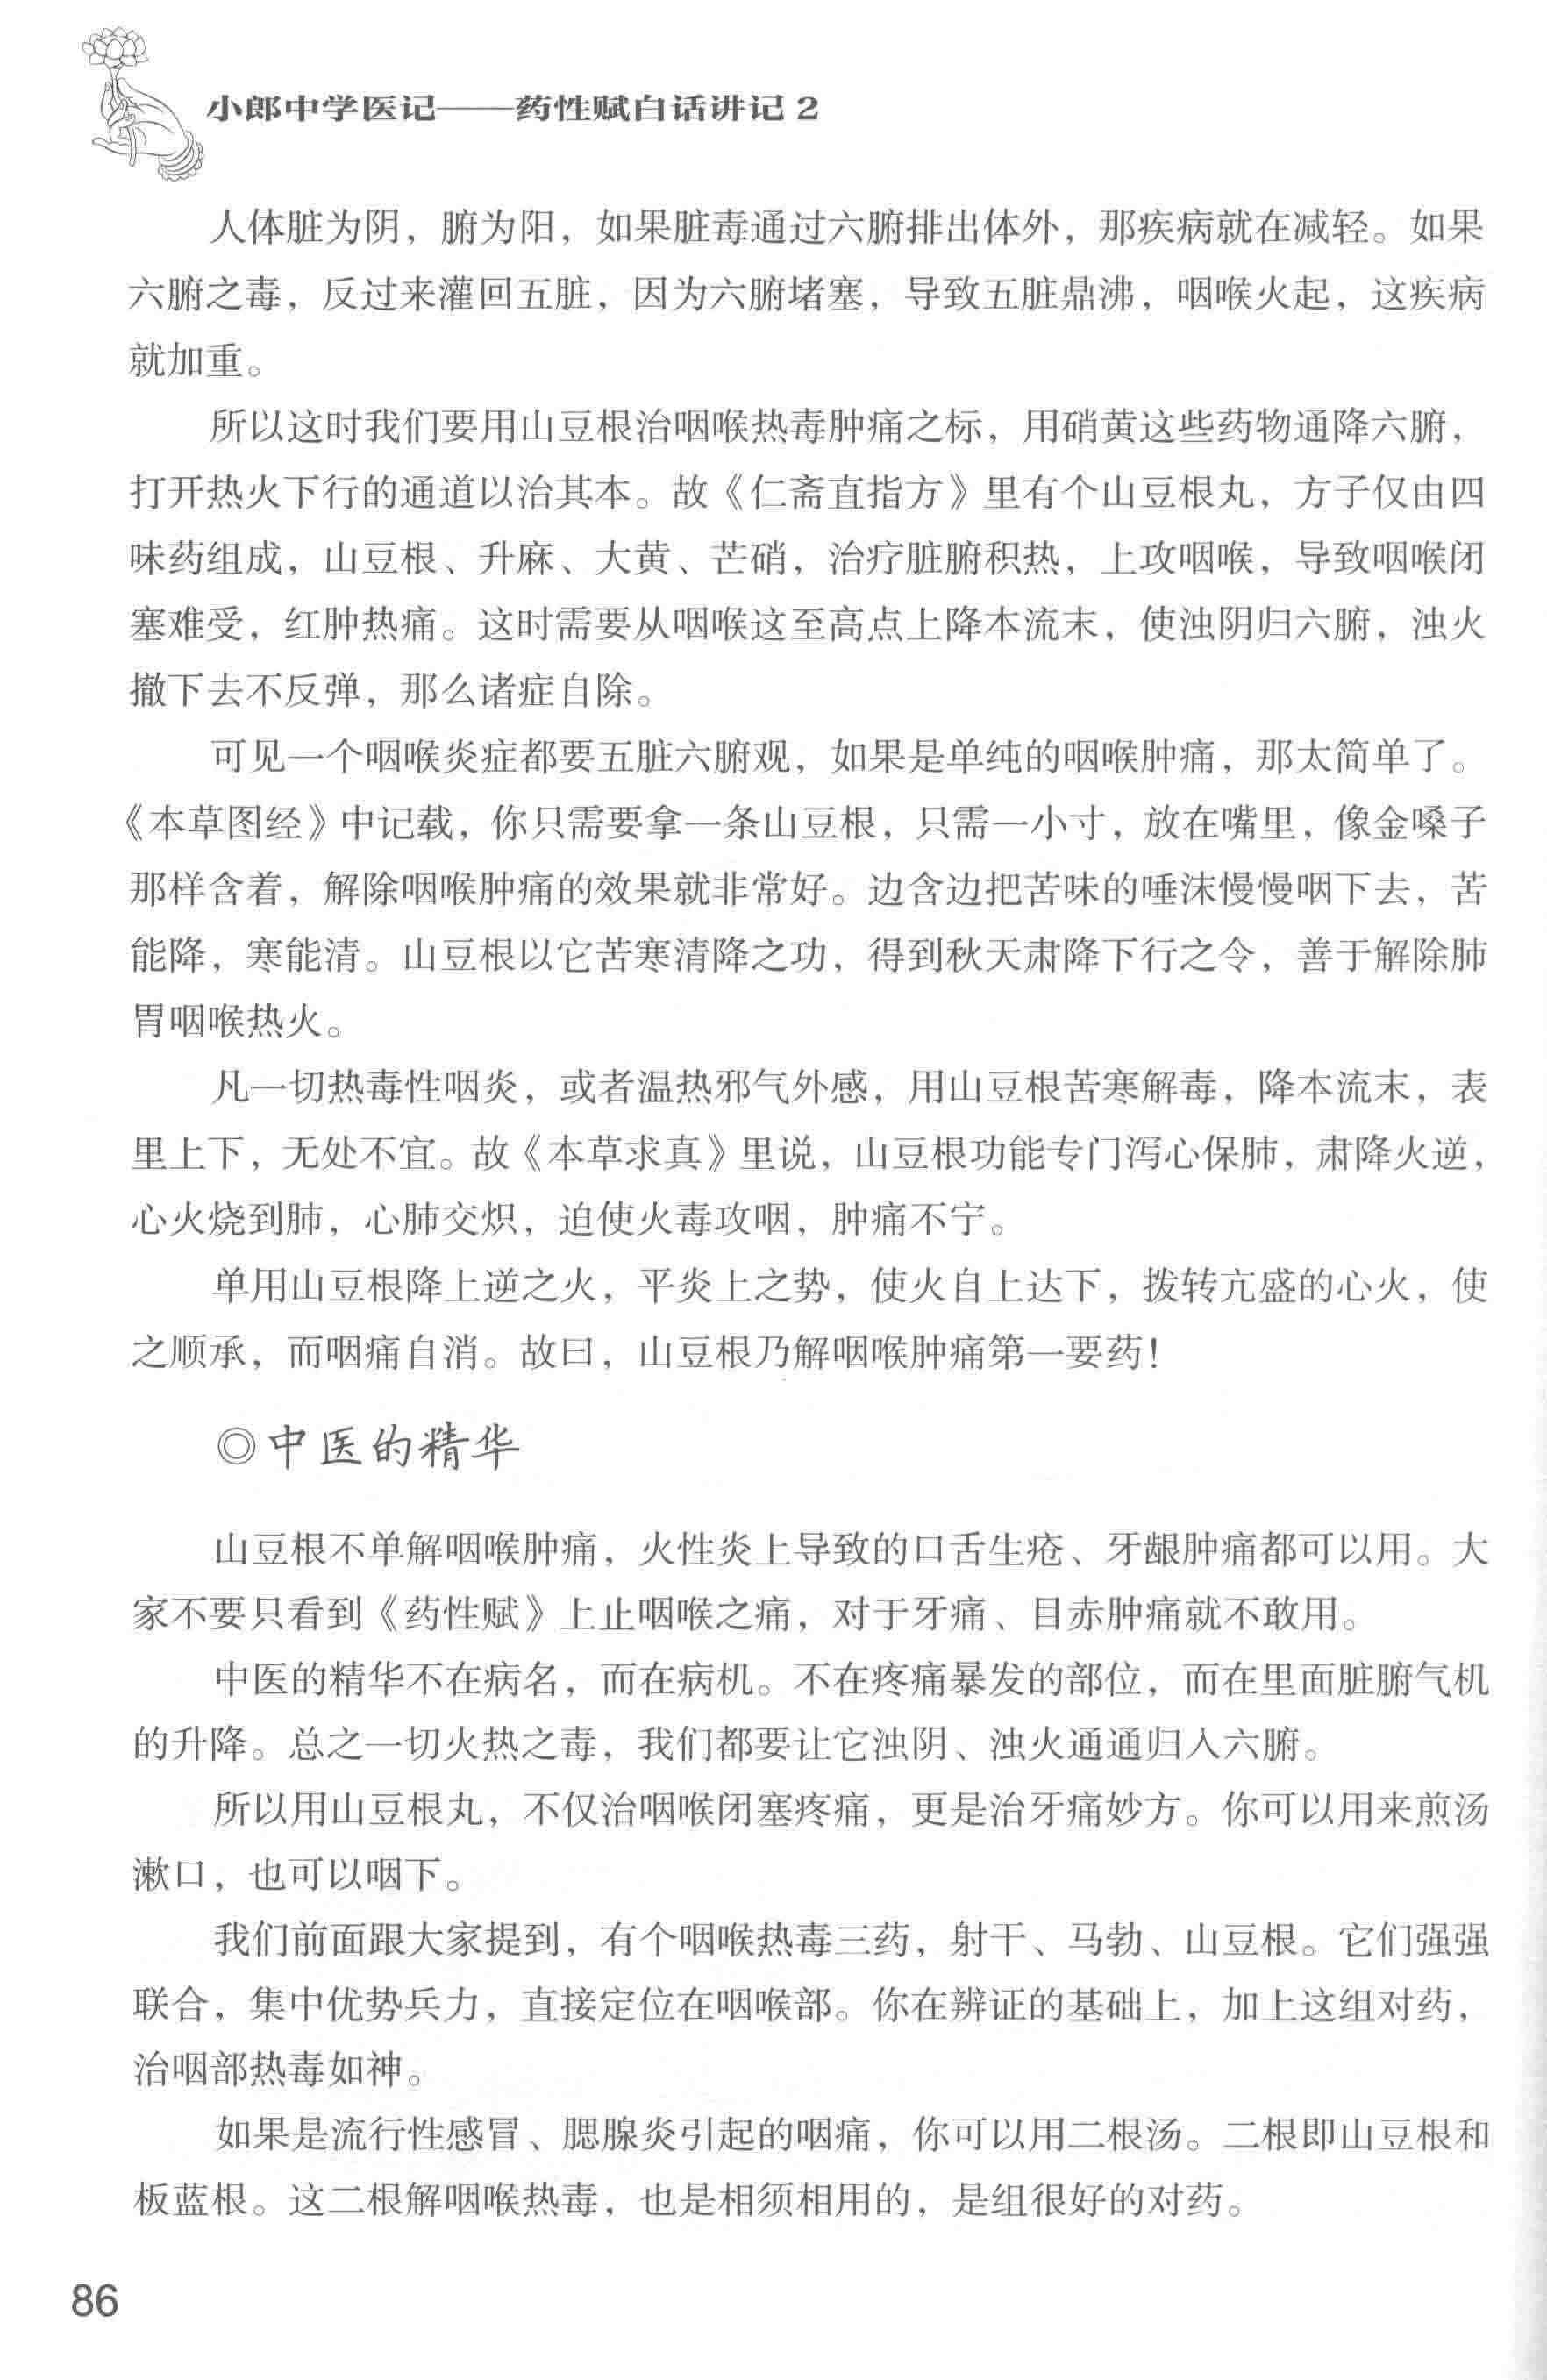 小郎中学医记——药性赋白话讲记 2
人体脏为阴，腑为阳，如果脏毒通过六腑排出体外，那疾病就在减轻。如果
六腑之毒，反过来灌回五脏，因为六腑堵塞，导致五脏鼎沸，咽喉火起，这疾病
就加重。
所以这时我们要用山豆根治咽喉热毒肿痛之标，用硝黄这些药物通降六腑，
打开热火下行的通道以治其本。故《仁斋直指方》里有个山豆根丸，方子仅由四
味药组成，山豆根、升麻、大黄、芒硝，治疗脏腑积热，上攻咽喉，导致咽喉闭
塞难受，红肿热痛。这时需要从咽喉这至高点上降本流末，使浊阴归六腑，浊火
撤下去不反弹，那么诸症自除。
可见一个咽喉炎症都要五脏六腑观，如果是单纯的咽喉肿痛，那太简单了。
《本草图经》中记载，你只需要拿一条山豆根，只需一小寸，放在嘴里，像金嗓子
那样含着，解除咽喉肿痛的效果就非常好。边含边把苦味的唾沫慢慢咽下去，苦
能降，寒能清。山豆根以它苦寒清降之功，得到秋天肃降下行之令，善于解除肺
胃咽喉热火。
凡一切热毒性咽炎，或者温热邪气外感，用山豆根苦寒解毒，降本流末，表
里上下，无处不宜。故《本草求真》里说，山豆根功能专门泻心保肺，肃降火逆，
心火烧到肺，心肺交炽，迫使火毒攻咽，肿痛不宁。
单用山豆根降上逆之火，平炎上之势，使火自上达下，拨转亢盛的心火，使
之顺承，而咽痛自消。故曰，山豆根乃解咽喉肿痛第一要药！
◎中医的精华
山豆根不单解咽喉肿痛，火性炎上导致的口舌生疮、牙龈肿痛都可以用。大
家不要只看到《药性赋》上止咽喉之痛，对于牙痛、目赤肿痛就不敢用。
中医的精华不在病名，而在病机。不在疼痛暴发的部位，而在里面脏腑气机
的升降。总之一切火热之毒，我们都要让它浊阴、浊火通通归入六腑。
所以用山豆根丸，不仅治咽喉闭塞疼痛，更是治牙痛妙方。你可以用来煎汤
漱口，也可以咽下。
我们前面跟大家提到，有个咽喉热毒三药，射干、马勃、山豆根。它们强强
联合，集中优势兵力，直接定位在咽喉部。你在辨证的基础上，加上这组对药，
治咽部热毒如神。
如果是流行性感冒、腮腺炎引起的咽痛，你可以用二根汤。二根即山豆根和
板蓝根。这二根解咽喉热毒，也是相须相用的，是组很好的对药。
86